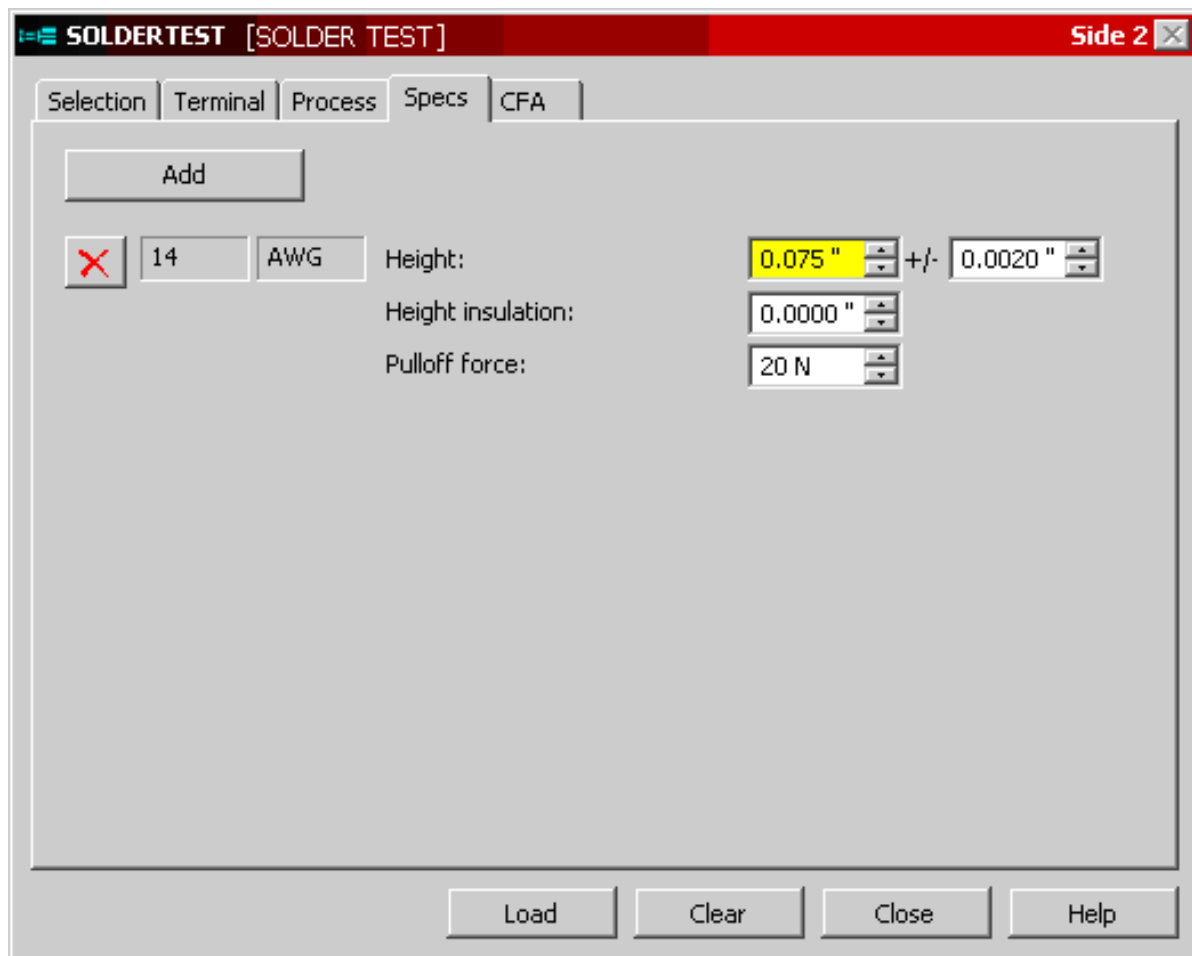 SOLDERTEST [SOLDER TEST] Side 2
Selection Terminal Process Specs CFA
Add
14 AWG Height: 0.075 " +/- 0.0020 "
Height insulation: 0.0000 "
Pulloff force: 20 N
Load Clear Close Help